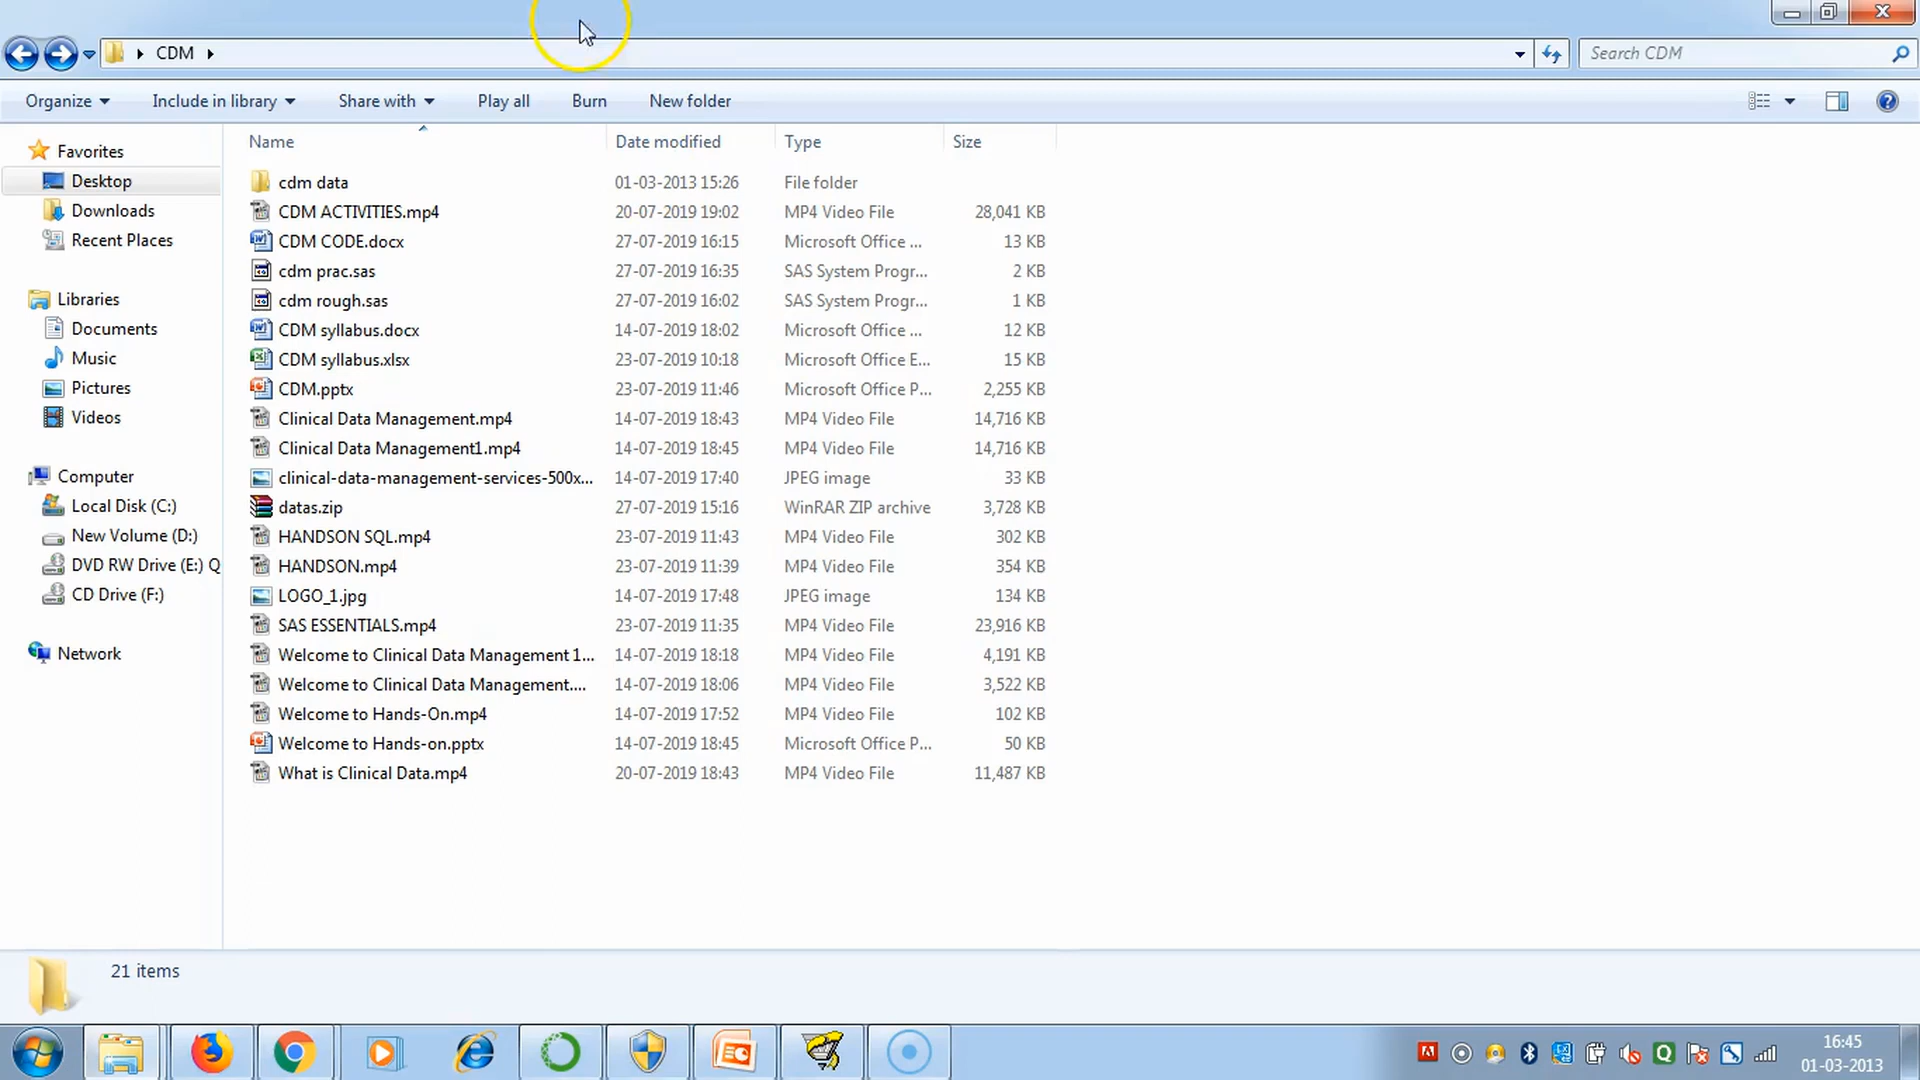 CDM
Search CDM
Organize Include in library Share with Play all Burn New folder
Name Date modified Type Size
Favorites
Desktop
Downloads
Recent Places
Libraries
Documents
Music
Pictures
Videos
Computer
Local Disk (C:)
New Volume (D:)
DVD RW Drive (E:) Q
CD Drive (F:)
Network
cdm data 01-03-2013 15:26 File folder
CDM ACTIVITIES.mp4 20-07-2019 19:02 MP4 Video File 28,041 KB
CDM CODE.docx 27-07-2019 16:15 Microsoft Office ... 13 KB
cdm prac.sas 27-07-2019 16:35 SAS System Progr... 2 KB
cdm rough.sas 27-07-2019 16:02 SAS System Progr... 1 KB
CDM syllabus.docx 14-07-2019 18:02 Microsoft Office ... 12 KB
CDM syllabus.xlsx 23-07-2019 10:18 Microsoft Office E... 15 KB
CDM.pptx 23-07-2019 11:46 Microsoft Office P... 2,255 KB
Clinical Data Management.mp4 14-07-2019 18:43 MP4 Video File 14,716 KB
Clinical Data Management1.mp4 14-07-2019 18:45 MP4 Video File 14,716 KB
clinical-data-management-services-500x... 14-07-2019 17:40 JPEG image 33 KB
datas.zip 27-07-2019 15:16 WinRAR ZIP archive 3,728 KB
HANDSON SQL.mp4 23-07-2019 11:43 MP4 Video File 302 KB
HANDSON.mp4 23-07-2019 11:39 MP4 Video File 354 KB
LOGO_1.jpg 14-07-2019 17:48 JPEG image 134 KB
SAS ESSENTIALS.mp4 23-07-2019 11:35 MP4 Video File 23,916 KB
Welcome to Clinical Data Management 1... 14-07-2019 18:18 MP4 Video File 4,191 KB
Welcome to Clinical Data Management.... 14-07-2019 18:06 MP4 Video File 3,522 KB
Welcome to Hands-On.mp4 14-07-2019 17:52 MP4 Video File 102 KB
Welcome to Hands-on.pptx 14-07-2019 18:45 Microsoft Office P... 50 KB
What is Clinical Data.mp4 20-07-2019 18:43 MP4 Video File 11,487 KB
21 items
16:45
01-03-2013